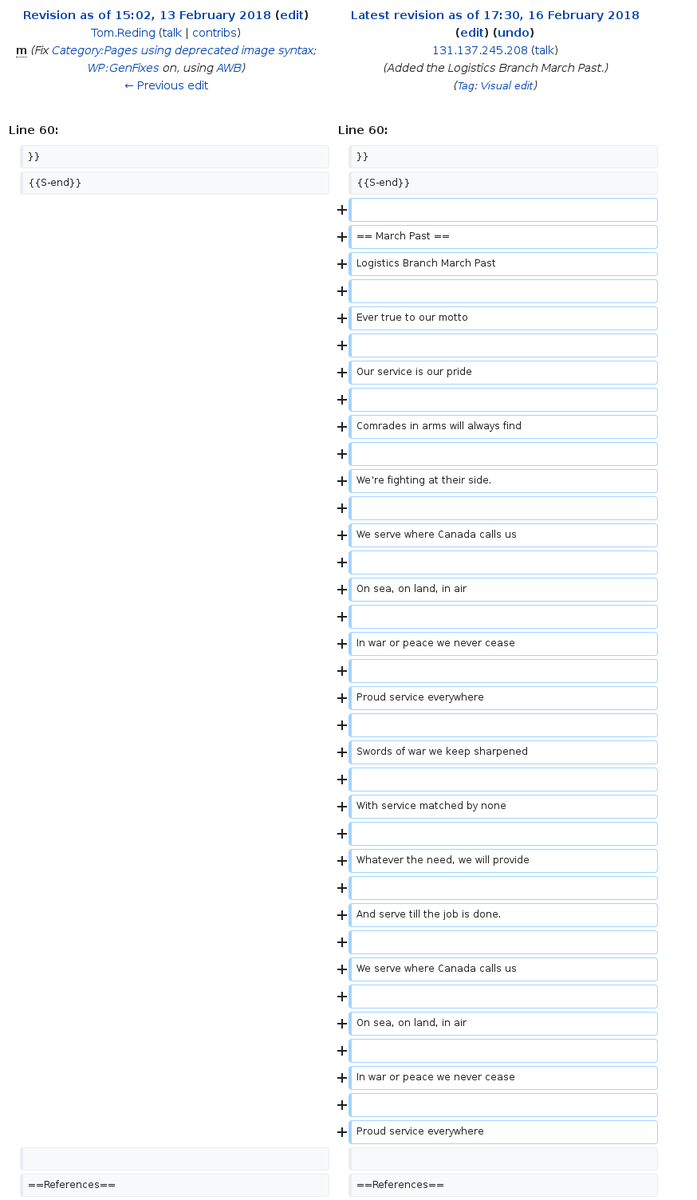 Revision as of 15:02, 13 February 2018 (edit)
Tom.Reding (talk | contribs)
m (Fix Category:Pages using deprecated image syntax;
WP:GenFixes on, using AWB)
← Previous edit
Latest revision as of 17:30, 16 February 2018
(edit) (undo)
131.137.245.208 (talk)
(Added the Logistics Branch March Past.)
(Tag: Visual edit)
Line 60:
Line 60:
}}
}}
{{S-end}}
{{S-end}}
+
+ == March Past ==
+ Logistics Branch March Past
+
+ Ever true to our motto
+
+ Our service is our pride
+
+ Comrades in arms will always find
+
+ We're fighting at their side.
+
+ We serve where Canada calls us
+
+ On sea, on land, in air
+
+ In war or peace we never cease
+
+ Proud service everywhere
+
+ Swords of war we keep sharpened
+
+ With service matched by none
+
+ Whatever the need, we will provide
+
+ And serve till the job is done.
+
+ We serve where Canada calls us
+
+ On sea, on land, in air
+
+ In war or peace we never cease
+
+ Proud service everywhere
==References==
==References==